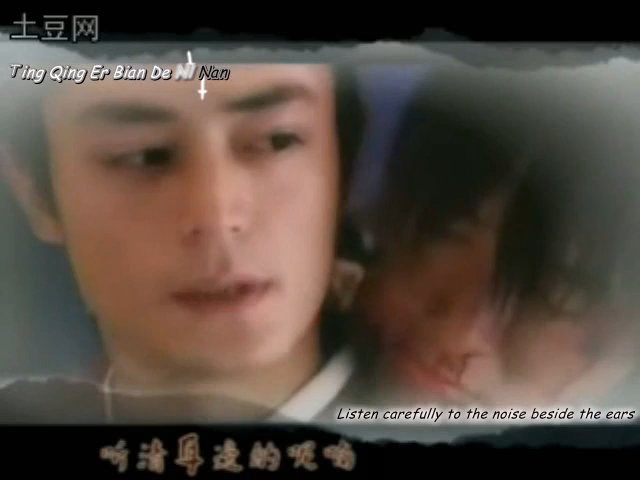 土豆网
Ting Qing Er Bian De Ni Nan
Listen carefully to the noise beside the ears
听清耳边的呢喃